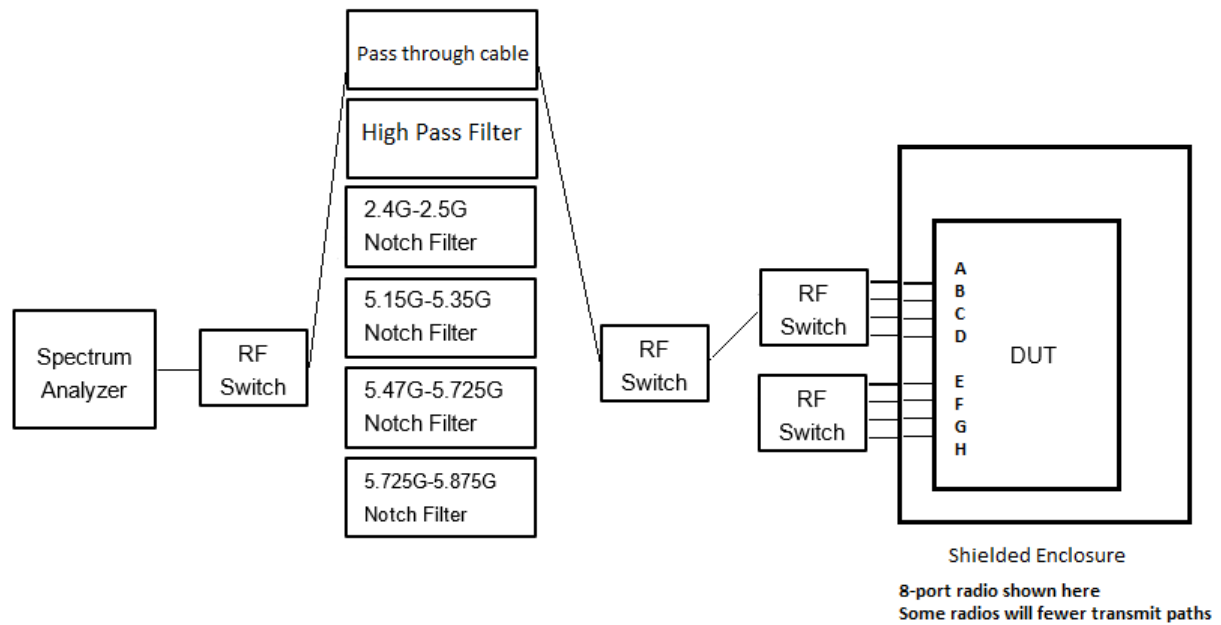 Pass through cable
High Pass Filter
2.4G-2.5G
Notch Filter
5.15G-5.35G
Notch Filter
5.47G-5.725G
Notch Filter
5.725G-5.875G
Notch Filter
Spectrum
Analyzer
RF
Switch
RF
Switch
RF
Switch
RF
Switch
A
B
C
D
E
F
G
H
DUT
Shielded Enclosure
8-port radio shown here
Some radios will fewer transmit paths